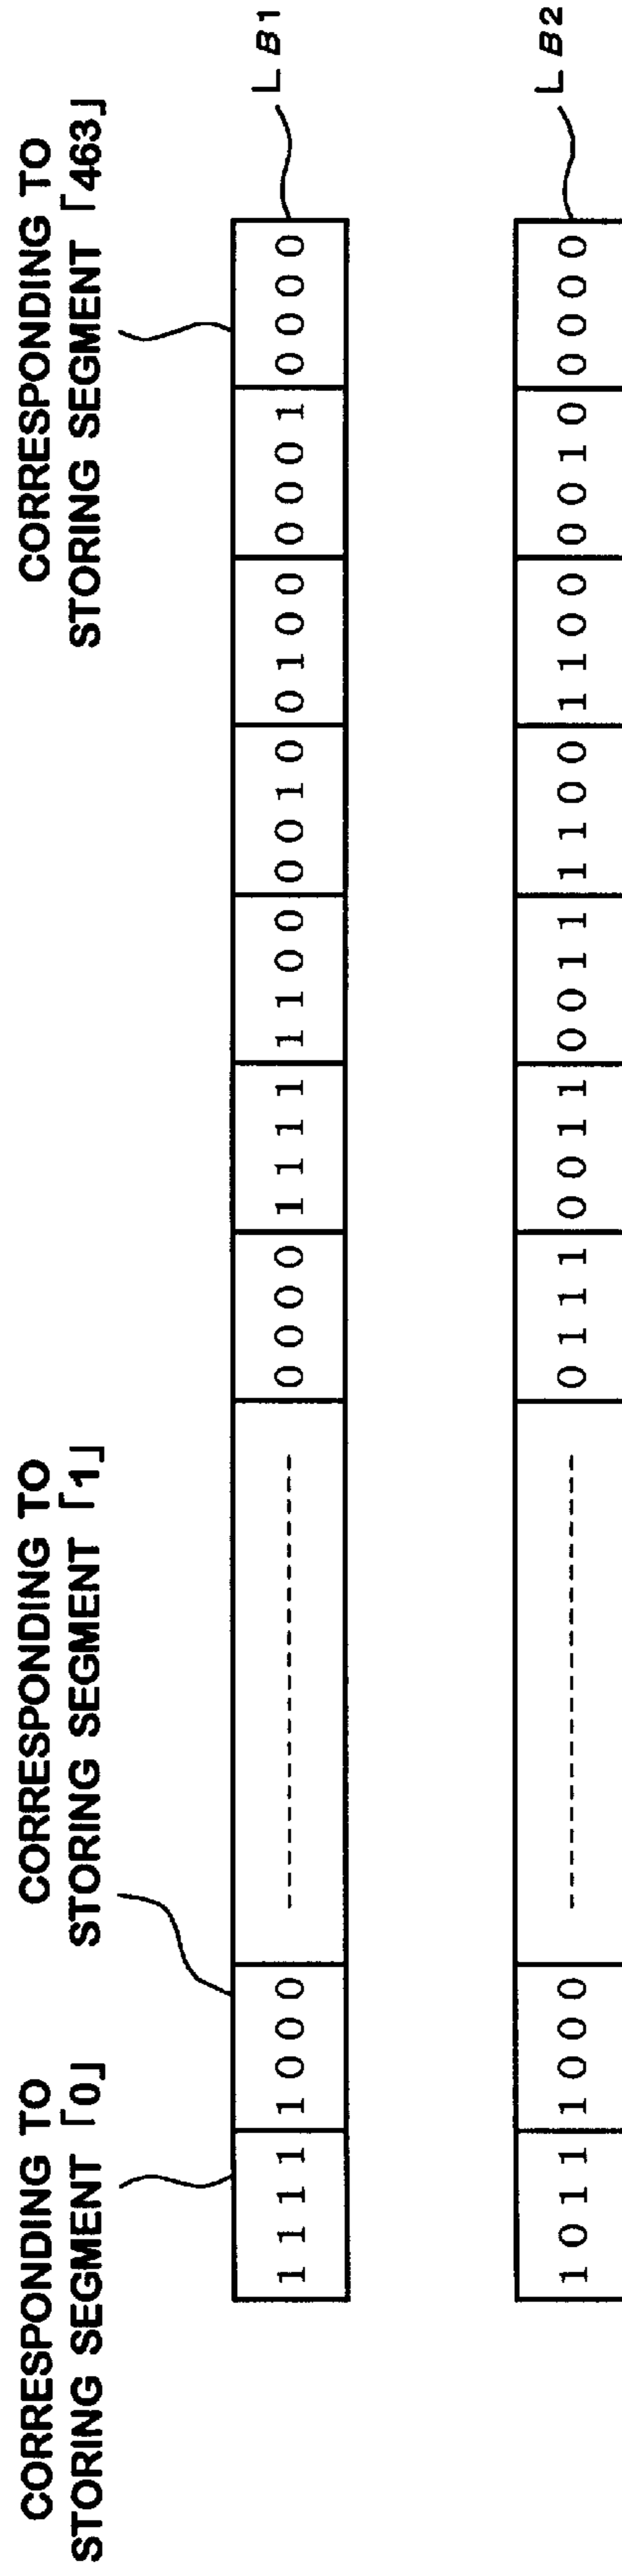 CORRESPONDING TO
STORING SEGMENT「0」
CORRESPONDING TO
STORING SEGMENT「1」
CORRESPONDING TO
STORING SEGMENT「463」
1111 1000 ---------------- 0000 1111 1100 0010 0100 0001 0000 LB1
1011 1000 ---------------- 0111 0011 0011 1100 1100 0010 0000 LB2